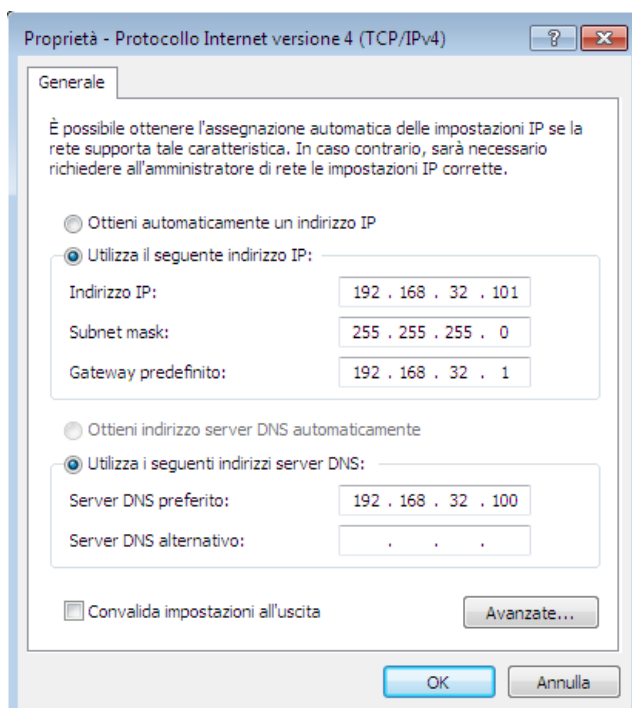 Proprietà - Protocollo Internet versione 4 (TCP/IPv4)
?
Generale
È possibile ottenere l'assegnazione automatica delle impostazioni IP se la
rete supporta tale caratteristica. In caso contrario, sarà necessario
richiedere all'amministratore di rete le impostazioni IP corrette.
Ottieni automaticamente un indirizzo IP
Utilizza il seguente indirizzo IP:
Indirizzo IP: 192 . 168 . 32 . 101
Subnet mask: 255 . 255 . 255 . 0
Gateway predefinito: 192 . 168 . 32 . 1
Ottieni indirizzo server DNS automaticamente
Utilizza i seguenti indirizzi server DNS:
Server DNS preferito: 192 . 168 . 32 . 100
Server DNS alternativo: . . .
Convalida impostazioni all'uscita Avanzate...
OK Annulla